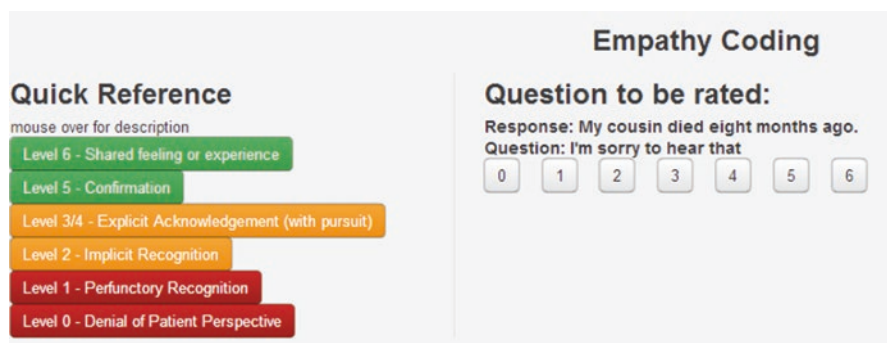 Empathy Coding
Quick Reference
mouse over for description
Level 6 - Shared feeling or experience
Level 5 - Confirmation
Level 3/4 - Explicit Acknowledgement (with pursuit)
Level 2 - Implicit Recognition
Level 1 - Perfunctory Recognition
Level 0 - Denial of Patient Perspective
Question to be rated:
Response: My cousin died eight months ago.
Question: I'm sorry to hear that
0 1 2 3 4 5 6